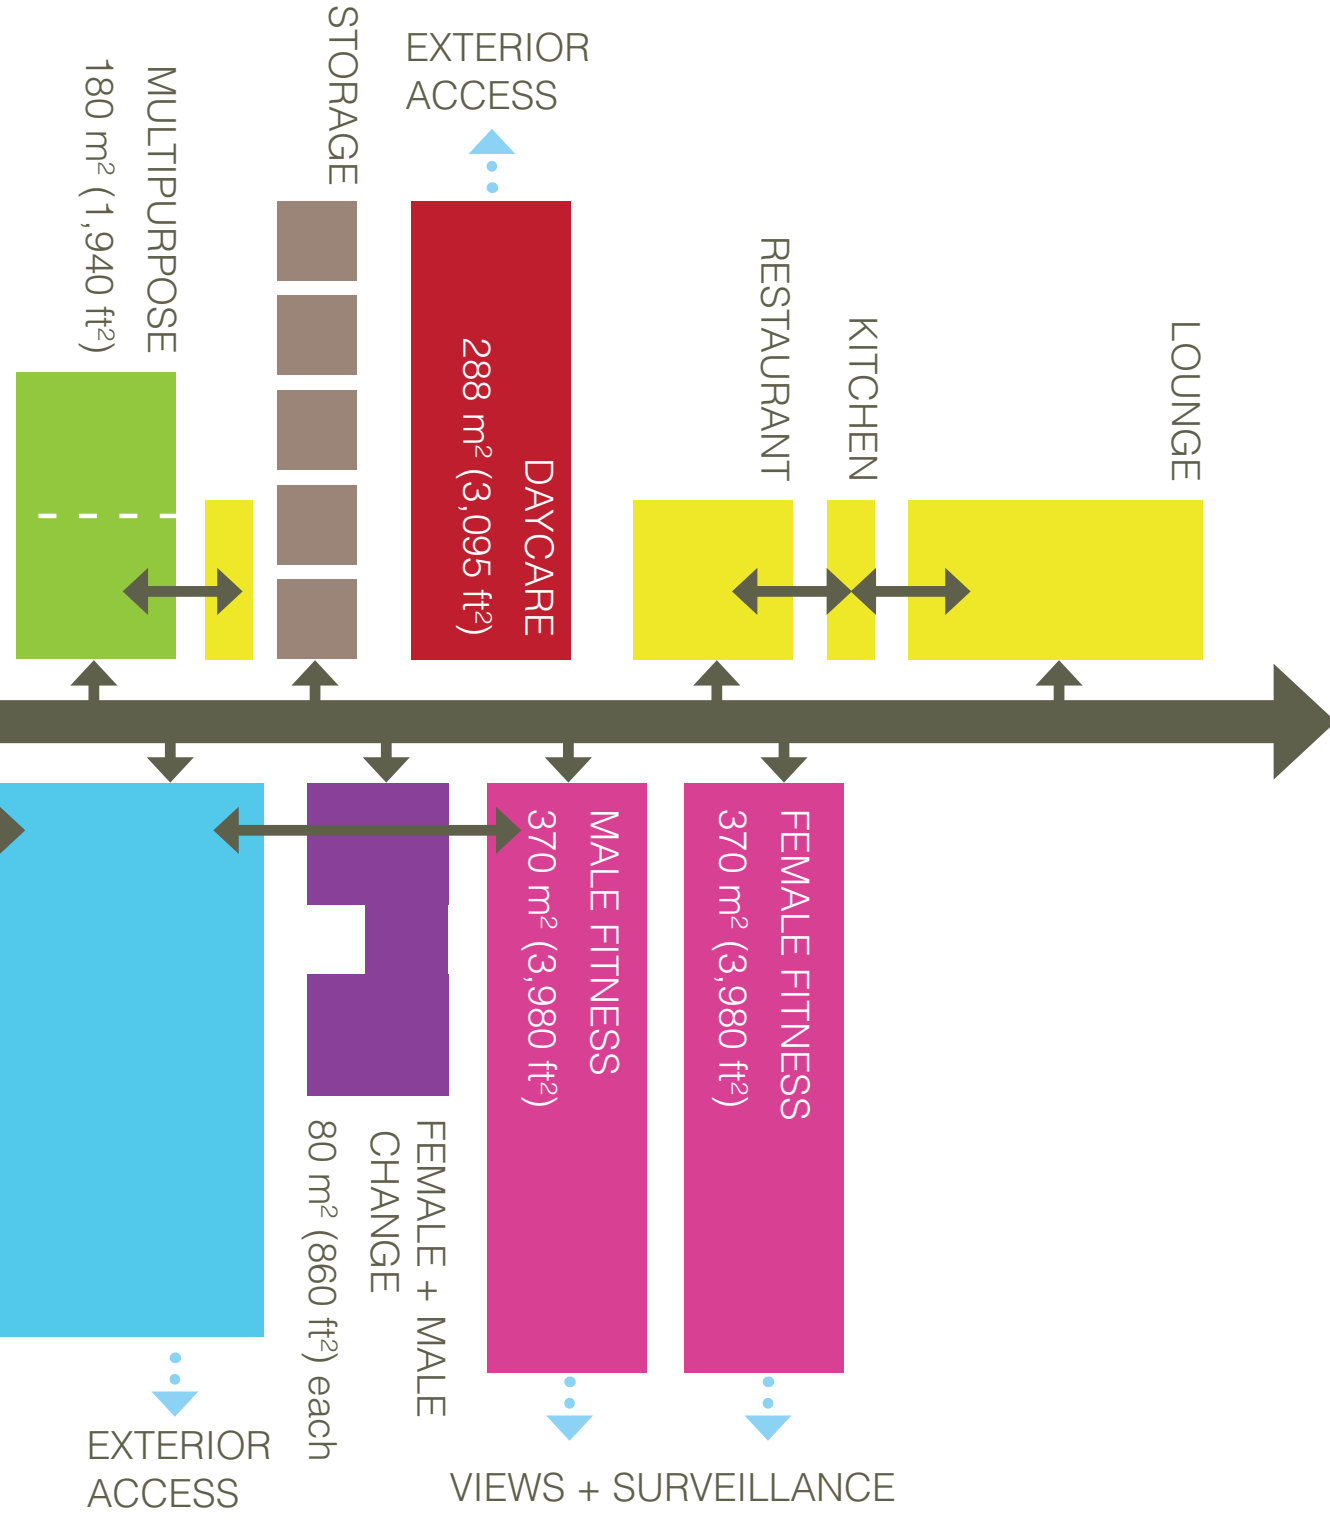 STORAGE
EXTERIOR
ACCESS
MULTIPURPOSE
180 m² (1,940 ft²)
DAYCARE
288 m² (3,095 ft²)
RESTAURANT
KITCHEN
LOUNGE
MALE FITNESS
370 m² (3,980 ft²)
FEMALE FITNESS
370 m² (3,980 ft²)
FEMALE + MALE
CHANGE
80 m² (860 ft²) each
EXTERIOR
ACCESS
VIEWS + SURVEILLANCE